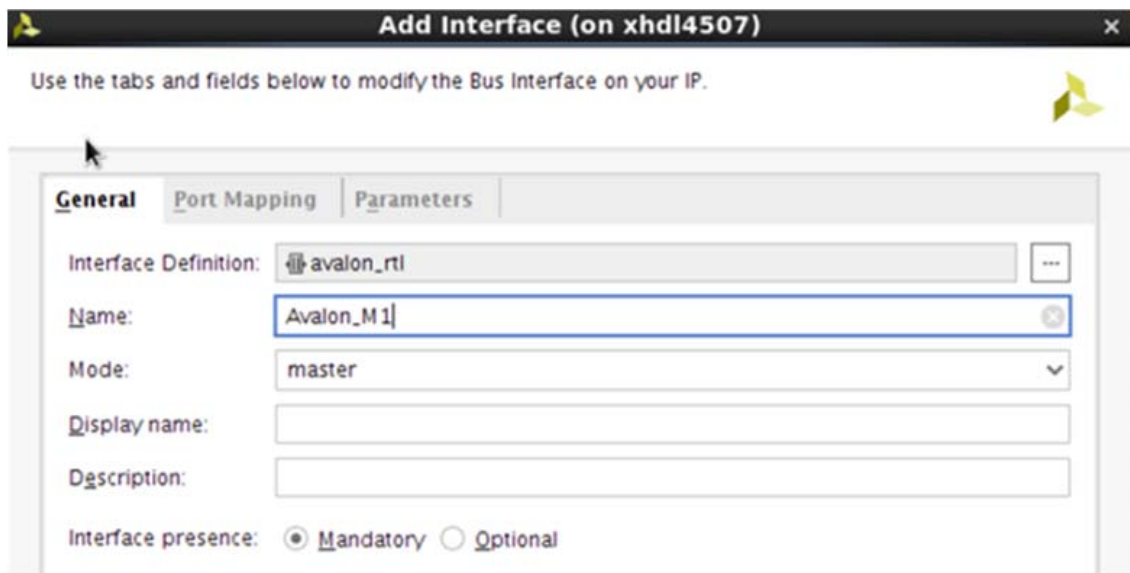 Add Interface (on xhdl4507)
Use the tabs and fields below to modify the Bus Interface on your IP.
General Port Mapping Parameters
Interface Definition: avalon_rtl ...
Name: Avalon_M1
Mode: master
Display name:
Description:
Interface presence: Mandatory Optional